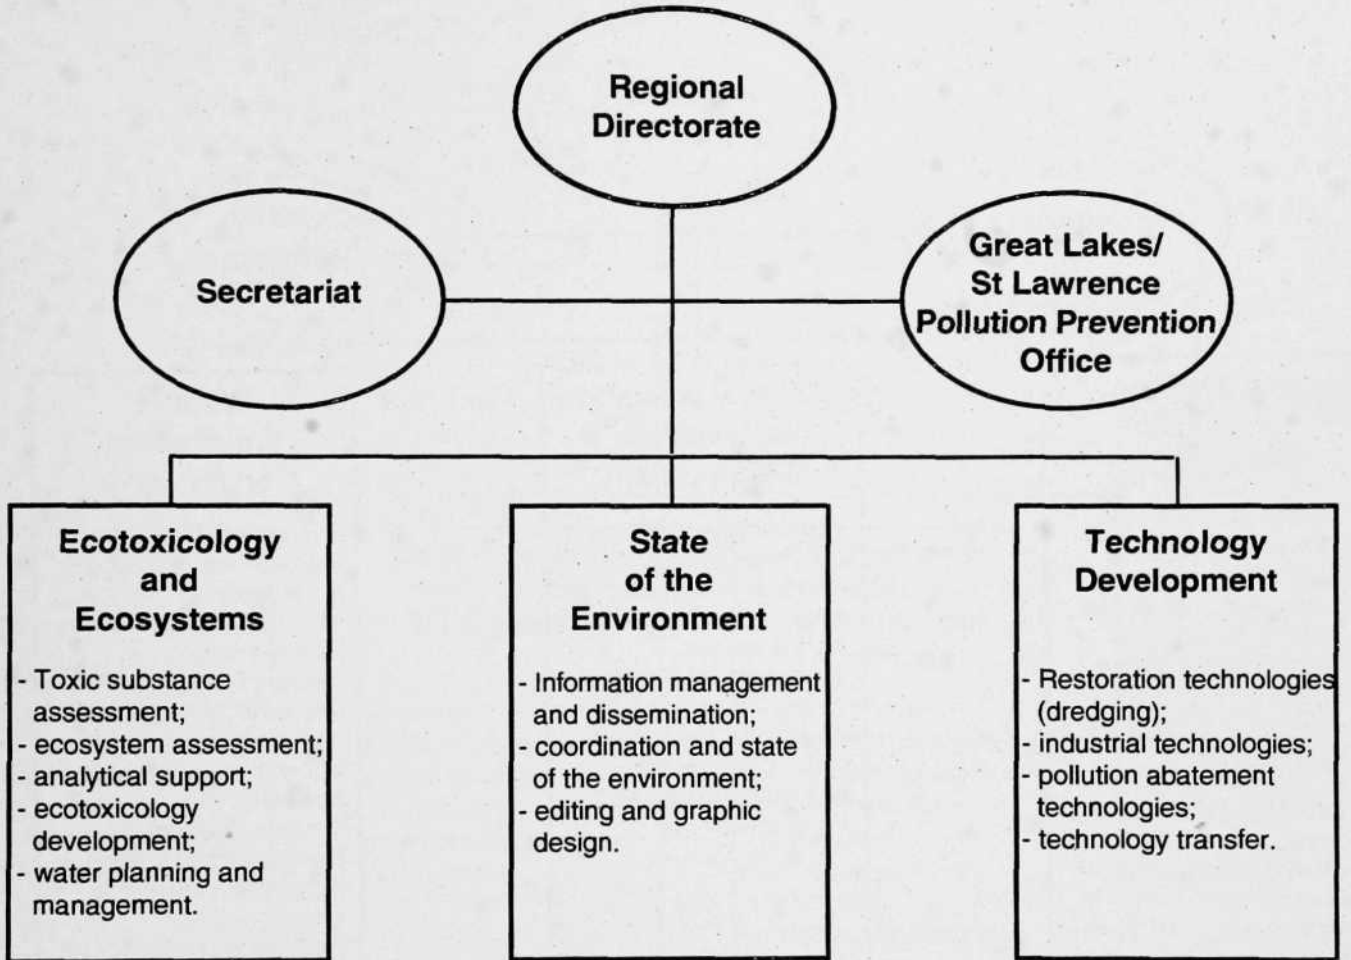 Regional
Directorate
Secretariat
Great Lakes/
St Lawrence
Pollution Prevention
Office
Ecotoxicology
and
Ecosystems
- Toxic substance
assessment;
- ecosystem assessment;
- analytical support;
- ecotoxicology
development;
- water planning and
management.
State
of the
Environment
- Information management
and dissemination;
- coordination and state
of the environment;
- editing and graphic
design.
Technology
Development
- Restoration technologies
(dredging);
- industrial technologies;
- pollution abatement
technologies;
- technology transfer.